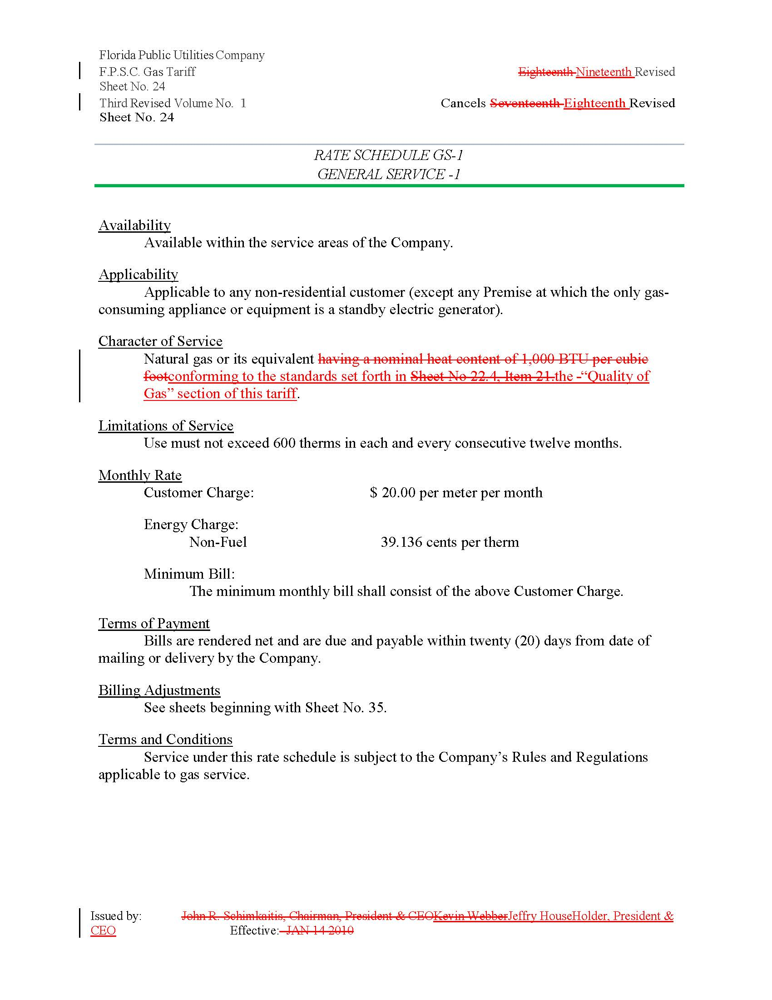 Florida Public Utilities Company
F.P.S.C. Gas Tariff Eighteenth Nineteenth Revised
Sheet No. 24
Third Revised Volume No. 1 Cancels Seventeenth Eighteenth Revised
Sheet No. 24
RATE SCHEDULE GS-1
GENERAL SERVICE -1
Availability
Available within the service areas of the Company.
Applicability
Applicable to any non-residential customer (except any Premise at which the only gas-
consuming appliance or equipment is a standby electric generator).
Character of Service
Natural gas or its equivalent having a nominal heat content of 1,000 BTU per cubic
footconforming to the standards set forth in Sheet No 22.4, Item 21.the -“Quality of
Gas” section of this tariff.
Limitations of Service
Use must not exceed 600 therms in each and every consecutive twelve months.
Monthly Rate
Customer Charge: $ 20.00 per meter per month
Energy Charge:
Non-Fuel 39.136 cents per therm
Minimum Bill:
The minimum monthly bill shall consist of the above Customer Charge.
Terms of Payment
Bills are rendered net and are due and payable within twenty (20) days from date of
mailing or delivery by the Company.
Billing Adjustments
See sheets beginning with Sheet No. 35.
Terms and Conditions
Service under this rate schedule is subject to the Company’s Rules and Regulations
applicable to gas service.
Issued by: John R. Schimkaitis, Chairman, President & CEOKevin WebberJeffry HouseHolder, President &
CEO Effective: JAN 14 2010